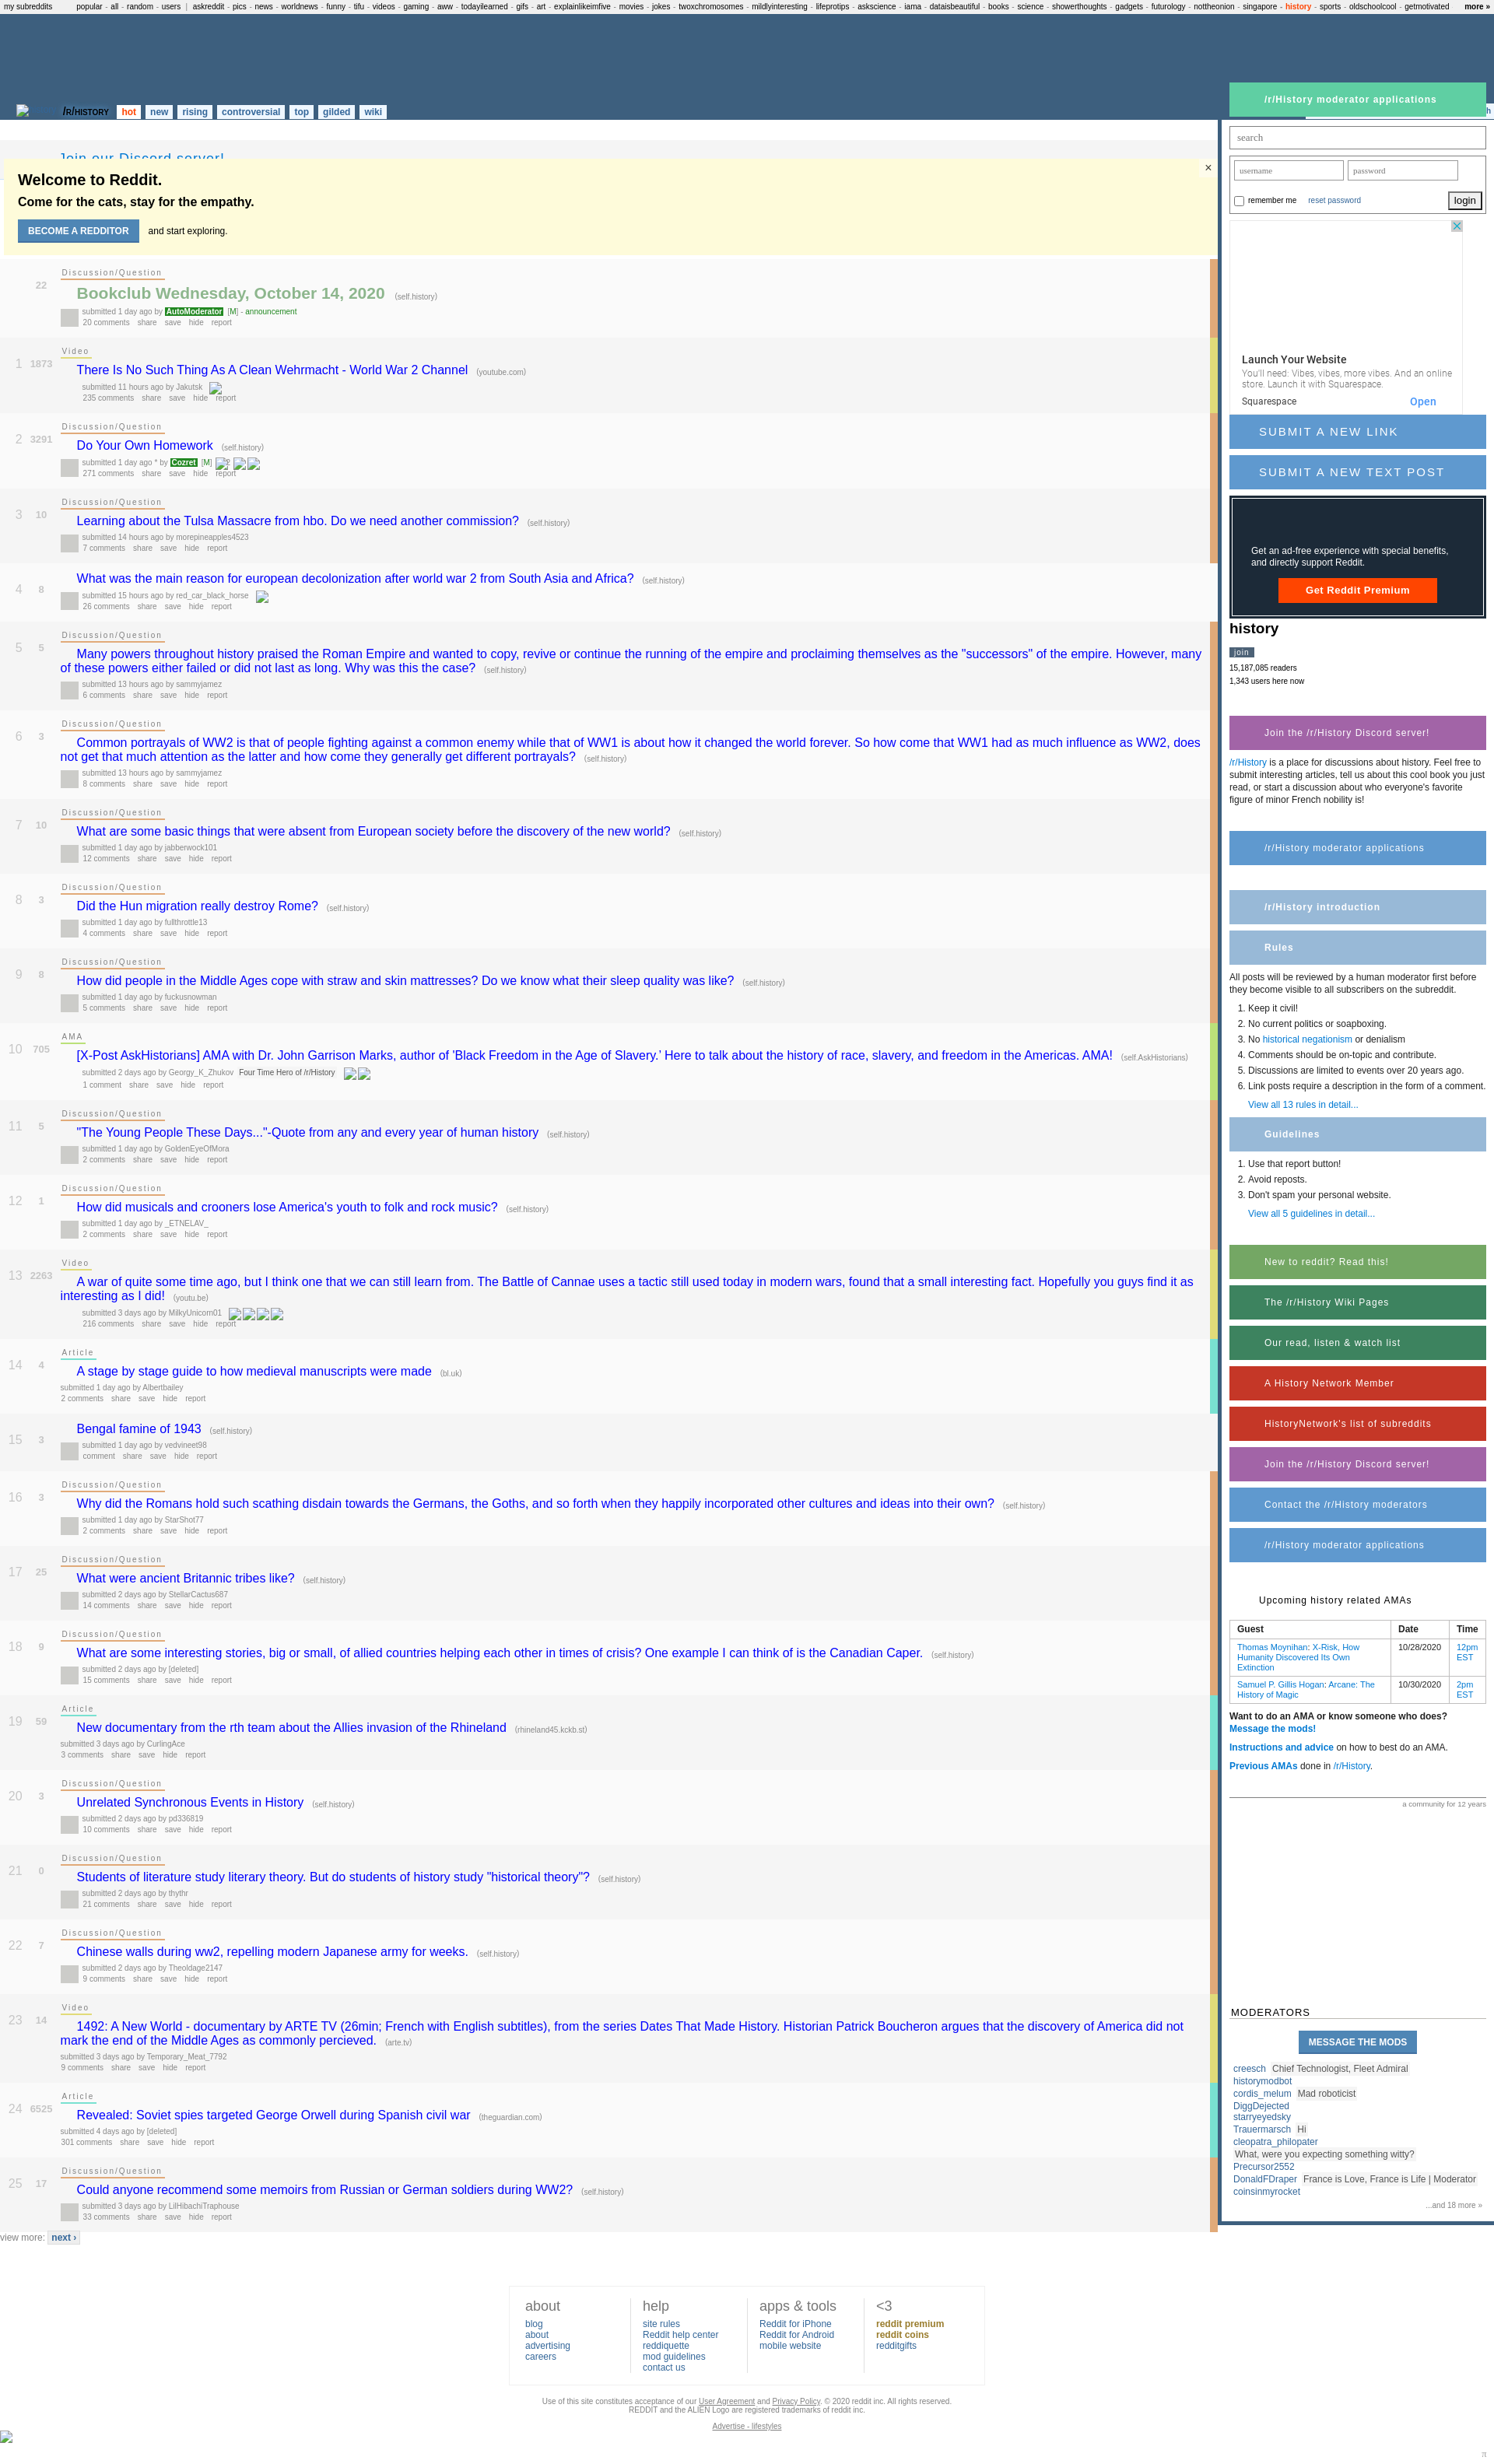 my subreddits popular - all - random - users | askreddit - pics - news - worldnews - funny - tifu - videos - gaming - aww - todayilearned - gifs - art - explainlikeimfive - movies - jokes - twoxchromosomes - mildlyinteresting - lifeprotips - askscience - iama - dataisbeautiful - books - science - showerthoughts - gadgets - futurology - nottheonion - singapore - history - sports - oldschoolcool - getmotivated more »
/R/HISTORY hot new rising controversial top gilded wiki
Join our Discord server!
Welcome to Reddit.
Come for the cats, stay for the empathy.
BECOME A REDDITOR and start exploring.
×
Discussion/Question
22
Bookclub Wednesday, October 14, 2020 (self.history)
submitted 1 day ago by AutoModerator [M] - announcement
20 comments share save hide report
Video
1 1873
There Is No Such Thing As A Clean Wehrmacht - World War 2 Channel (youtube.com)
submitted 11 hours ago by Jakutsk
235 comments share save hide report
Discussion/Question
2 3291
Do Your Own Homework (self.history)
submitted 1 day ago * by Cozret [M] 2
271 comments share save hide report
Discussion/Question
3 10
Learning about the Tulsa Massacre from hbo. Do we need another commission? (self.history)
submitted 14 hours ago by morepineapples4523
7 comments share save hide report
4 8
What was the main reason for european decolonization after world war 2 from South Asia and Africa? (self.history)
submitted 15 hours ago by red_car_black_horse
26 comments share save hide report
Discussion/Question
5 5
Many powers throughout history praised the Roman Empire and wanted to copy, revive or continue the running of the empire and proclaiming themselves as the "successors" of the empire. However, many
of these powers either failed or did not last as long. Why was this the case? (self.history)
submitted 13 hours ago by sammyjamez
6 comments share save hide report
Discussion/Question
6 3
Common portrayals of WW2 is that of people fighting against a common enemy while that of WW1 is about how it changed the world forever. So how come that WW1 had as much influence as WW2, does
not get that much attention as the latter and how come they generally get different portrayals? (self.history)
submitted 13 hours ago by sammyjamez
8 comments share save hide report
Discussion/Question
7 10
What are some basic things that were absent from European society before the discovery of the new world? (self.history)
submitted 1 day ago by jabberwock101
12 comments share save hide report
Discussion/Question
8 3
Did the Hun migration really destroy Rome? (self.history)
submitted 1 day ago by fullthrottle13
4 comments share save hide report
Discussion/Question
9 8
How did people in the Middle Ages cope with straw and skin mattresses? Do we know what their sleep quality was like? (self.history)
submitted 1 day ago by fuckusnowman
5 comments share save hide report
AMA
10 705
[X-Post AskHistorians] AMA with Dr. John Garrison Marks, author of 'Black Freedom in the Age of Slavery.' Here to talk about the history of race, slavery, and freedom in the Americas. AMA! (self.AskHistorians)
submitted 2 days ago by Georgy_K_Zhukov Four Time Hero of /r/History
1 comment share save hide report
Discussion/Question
11 5
"The Young People These Days..."-Quote from any and every year of human history (self.history)
submitted 1 day ago by GoldenEyeOfMora
2 comments share save hide report
Discussion/Question
12 1
How did musicals and crooners lose America's youth to folk and rock music? (self.history)
submitted 1 day ago by _ETNELAV_
2 comments share save hide report
Video
13 2263
A war of quite some time ago, but I think one that we can still learn from. The Battle of Cannae uses a tactic still used today in modern wars, found that a small interesting fact. Hopefully you guys find it as
interesting as I did! (youtu.be)
submitted 3 days ago by MilkyUnicorn01
216 comments share save hide report
Article
14 4
A stage by stage guide to how medieval manuscripts were made (bl.uk)
submitted 1 day ago by Albertbailey
2 comments share save hide report
15 3
Bengal famine of 1943 (self.history)
submitted 1 day ago by vedvineet98
comment share save hide report
Discussion/Question
16 3
Why did the Romans hold such scathing disdain towards the Germans, the Goths, and so forth when they happily incorporated other cultures and ideas into their own? (self.history)
submitted 1 day ago by StarShot77
2 comments share save hide report
Discussion/Question
17 25
What were ancient Britannic tribes like? (self.history)
submitted 2 days ago by StellarCactus687
14 comments share save hide report
Discussion/Question
18 9
What are some interesting stories, big or small, of allied countries helping each other in times of crisis? One example I can think of is the Canadian Caper. (self.history)
submitted 2 days ago by [deleted]
15 comments share save hide report
Article
19 59
New documentary from the rth team about the Allies invasion of the Rhineland (rhineland45.kckb.st)
submitted 3 days ago by CurlingAce
3 comments share save hide report
Discussion/Question
20 3
Unrelated Synchronous Events in History (self.history)
submitted 2 days ago by pd336819
10 comments share save hide report
Discussion/Question
21 0
Students of literature study literary theory. But do students of history study "historical theory"? (self.history)
submitted 2 days ago by thythr
21 comments share save hide report
Discussion/Question
22 7
Chinese walls during ww2, repelling modern Japanese army for weeks. (self.history)
submitted 2 days ago by Theoldage2147
9 comments share save hide report
Video
23 14
1492: A New World - documentary by ARTE TV (26min; French with English subtitles), from the series Dates That Made History. Historian Patrick Boucheron argues that the discovery of America did not
mark the end of the Middle Ages as commonly percieved. (arte.tv)
submitted 3 days ago by Temporary_Meat_7792
9 comments share save hide report
Article
24 6525
Revealed: Soviet spies targeted George Orwell during Spanish civil war (theguardian.com)
submitted 4 days ago by [deleted]
301 comments share save hide report
Discussion/Question
25 17
Could anyone recommend some memoirs from Russian or German soldiers during WW2? (self.history)
submitted 3 days ago by LilHibachiTraphouse
33 comments share save hide report
view more: next ›
/r/History moderator applications
search
username password
remember me reset password login
Launch Your Website
You'll need: Vibes, vibes, more vibes. And an online
store. Launch it with Squarespace.
Squarespace Open
SUBMIT A NEW LINK
SUBMIT A NEW TEXT POST
Get an ad-free experience with special benefits,
and directly support Reddit.
Get Reddit Premium
history
join
15,187,085 readers
1,343 users here now
Join the /r/History Discord server!
/r/History is a place for discussions about history. Feel free to
submit interesting articles, tell us about this cool book you just
read, or start a discussion about who everyone's favorite
figure of minor French nobility is!
/r/History moderator applications
/r/History introduction
Rules
All posts will be reviewed by a human moderator first before
they become visible to all subscribers on the subreddit.
1. Keep it civil!
2. No current politics or soapboxing.
3. No historical negationism or denialism
4. Comments should be on-topic and contribute.
5. Discussions are limited to events over 20 years ago.
6. Link posts require a description in the form of a comment.
View all 13 rules in detail...
Guidelines
1. Use that report button!
2. Avoid reposts.
3. Don't spam your personal website.
View all 5 guidelines in detail...
New to reddit? Read this!
The /r/History Wiki Pages
Our read, listen & watch list
A History Network Member
HistoryNetwork's list of subreddits
Join the /r/History Discord server!
Contact the /r/History moderators
/r/History moderator applications
Upcoming history related AMAs
Guest Date Time
Thomas Moynihan: X-Risk, How 10/28/2020 12pm
Humanity Discovered Its Own EST
Extinction
Samuel P. Gillis Hogan: Arcane: The 10/30/2020 2pm
History of Magic EST
Want to do an AMA or know someone who does?
Message the mods!
Instructions and advice on how to best do an AMA.
Previous AMAs done in /r/History.
a community for 12 years
MODERATORS
MESSAGE THE MODS
creesch Chief Technologist, Fleet Admiral
historymodbot
cordis_melum Mad roboticist
DiggDejected
starryeyedsky
Trauermarsch Hi
cleopatra_philopater
What, were you expecting something witty?
Precursor2552
DonaldFDraper France is Love, France is Life | Moderator
coinsinmyrocket
...and 18 more »
about help apps & tools <3
blog site rules Reddit for iPhone reddit premium
about Reddit help center Reddit for Android reddit coins
advertising reddiquette mobile website redditgifts
careers mod guidelines
contact us
Use of this site constitutes acceptance of our User Agreement and Privacy Policy. © 2020 reddit inc. All rights reserved.
REDDIT and the ALIEN Logo are registered trademarks of reddit inc.
Advertise - lifestyles
π